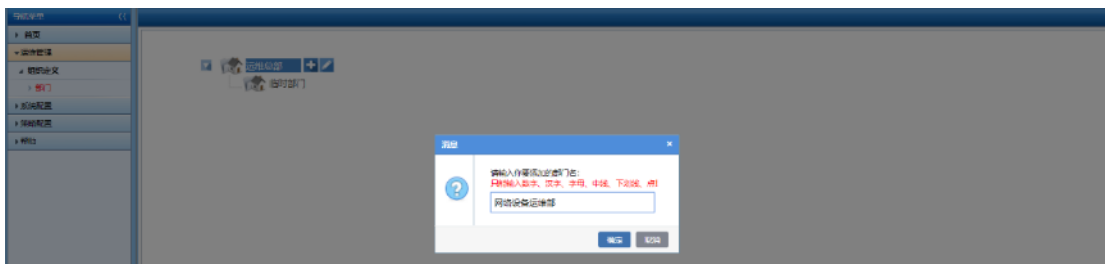 导航菜单
首页
运维管理
组织定义
部门
系统配置
策略配置
帮助
运维总部
临时部门
消息
请输入你要添加的部门名:
只能输入数字、汉字、字母、中线、下划线、点!
网络设备运维部
确定 取消